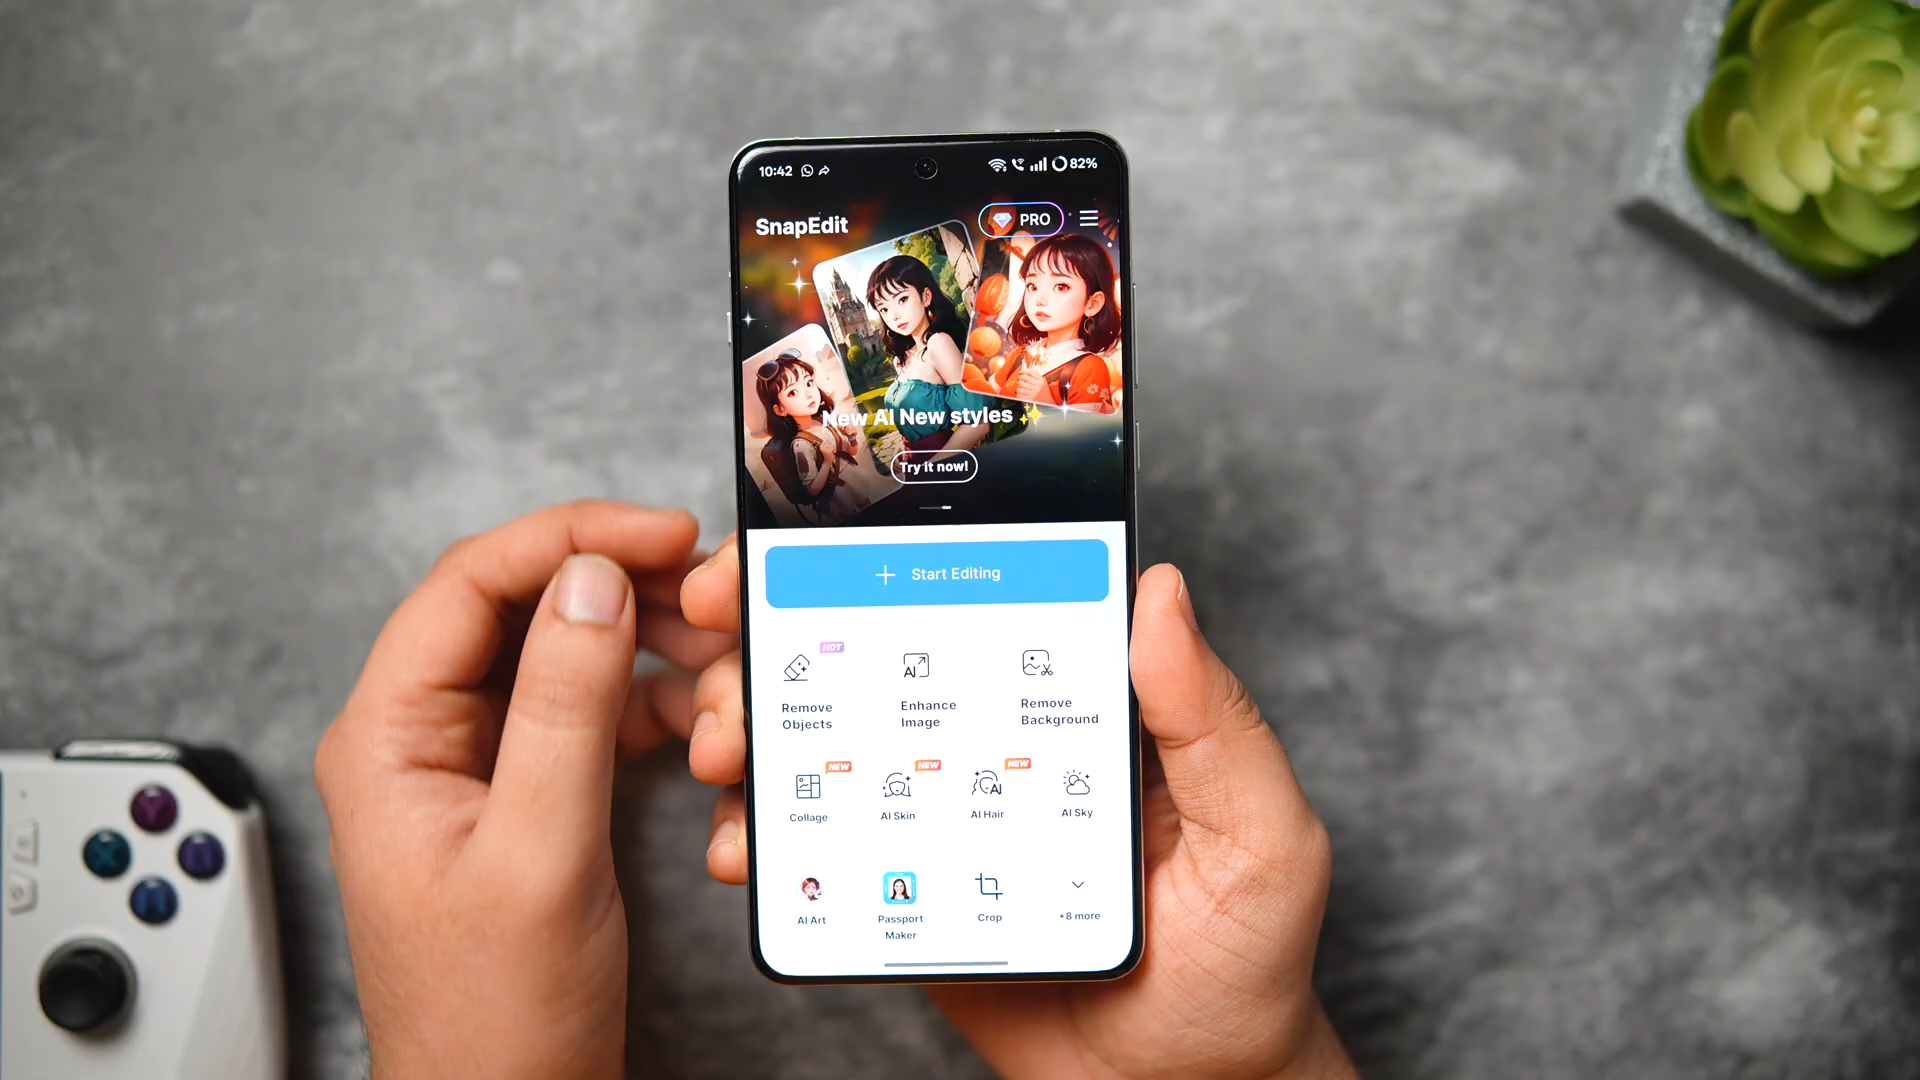 10:42
82%
SnapEdit
PRO
New AI New styles ✨
Try it now!
+ Start Editing
HOT
Remove
Objects
AI
Enhance
Image
Remove
Background
NEW
Collage
NEW
AI Skin
NEW
AI
AI Hair
AI Sky
AI Art
Passport
Maker
Crop
+8 more
Y
X
B
A